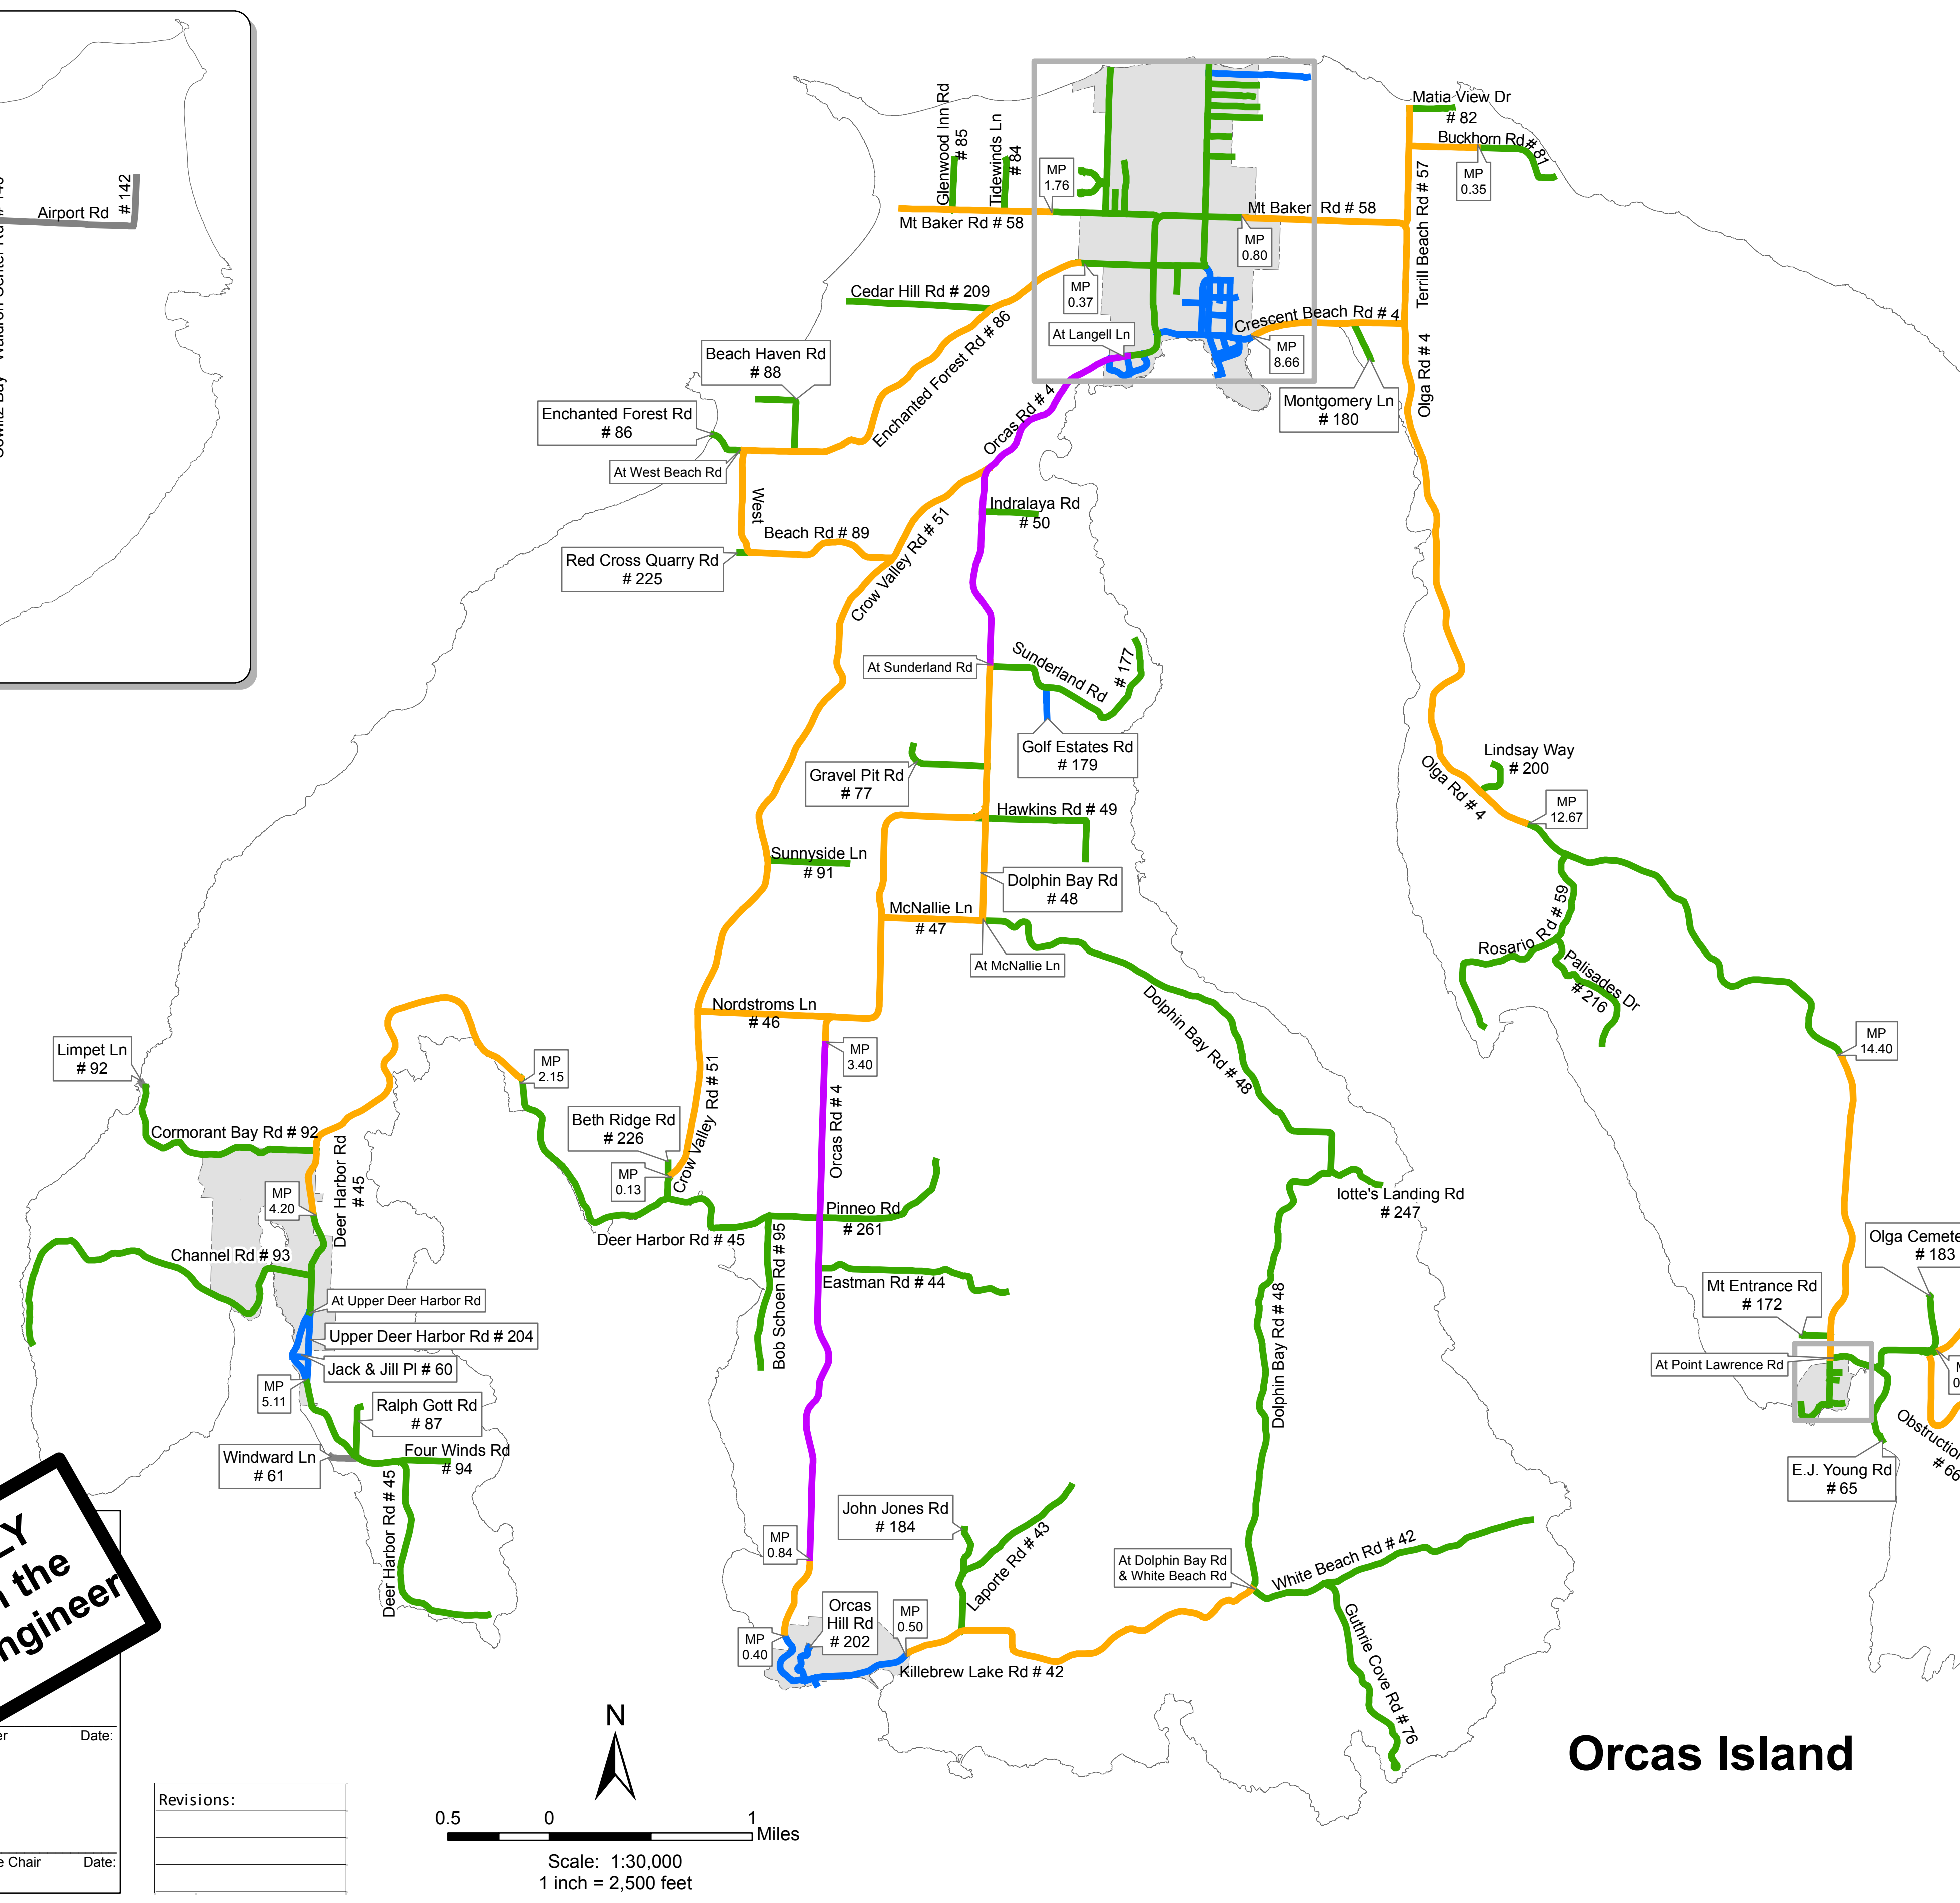 Airport Rd
# 142
Glenwood Inn Rd
# 85
Tidewinds Ln
# 84
MP
1.76
Mt Baker Rd # 58
Mt Baker Rd # 58
MP
0.80
Matia View Dr
# 82
Buckhorn Rd # 81
MP
0.35
Terrill Beach Rd # 57
Cedar Hill Rd # 209
MP
0.37
At Langell Ln
Crescent Beach Rd # 4
MP
8.66
Montgomery Ln
# 180
Olga Rd # 4
Beach Haven Rd
# 88
Enchanted Forest Rd # 86
Enchanted Forest Rd
# 86
At West Beach Rd
Orcas Rd # 4
West
Beach Rd # 89
Red Cross Quarry Rd
# 225
Crow Valley Rd # 51
Indralaya Rd
# 50
At Sunderland Rd
Sunderland Rd
# 177
Golf Estates Rd
# 179
Gravel Pit Rd
# 77
Hawkins Rd # 49
Lindsay Way
# 200
Olga Rd # 4
MP
12.67
Sunnyside Ln
# 91
Dolphin Bay Rd
# 48
McNallie Ln
# 47
At McNallie Ln
Rosario Rd # 59
Palisades Dr
# 216
Dolphin Bay Rd # 48
Nordstroms Ln
# 46
MP
3.40
MP
14.40
Limpet Ln
# 92
MP
2.15
Cormorant Bay Rd # 92
Beth Ridge Rd
# 226
MP
0.13
Crow Valley Rd # 51
Orcas Rd # 4
Deer Harbor Rd
# 45
MP
4.20
Channel Rd # 93
Deer Harbor Rd # 45
Pinneo Rd
# 261
Iotte's Landing Rd
# 247
Eastman Rd # 44
Bob Schoen Rd # 95
Dolphin Bay Rd # 48
At Upper Deer Harbor Rd
Upper Deer Harbor Rd # 204
Jack & Jill Pl # 60
MP
5.11
Ralph Gott Rd
# 87
Windward Ln
# 61
Four Winds Rd
# 94
Deer Harbor Rd # 45
Mt Entrance Rd
# 172
Olga Cemete
# 183
At Point Lawrence Rd
E.J. Young Rd
# 65
Obstruction
# 66
John Jones Rd
# 184
Laporte Rd # 43
MP
0.84
At Dolphin Bay Rd
& White Beach Rd
White Beach Rd # 42
Guthrie Cove Rd # 76
Orcas
Hill Rd
# 202
MP
0.50
MP
0.40
Killebrew Lake Rd # 42
the
ngineer
Date:
e Chair Date:
Revisions:
N
0.5 0 1
Miles
Scale: 1:30,000
1 inch = 2,500 feet
Orcas Island